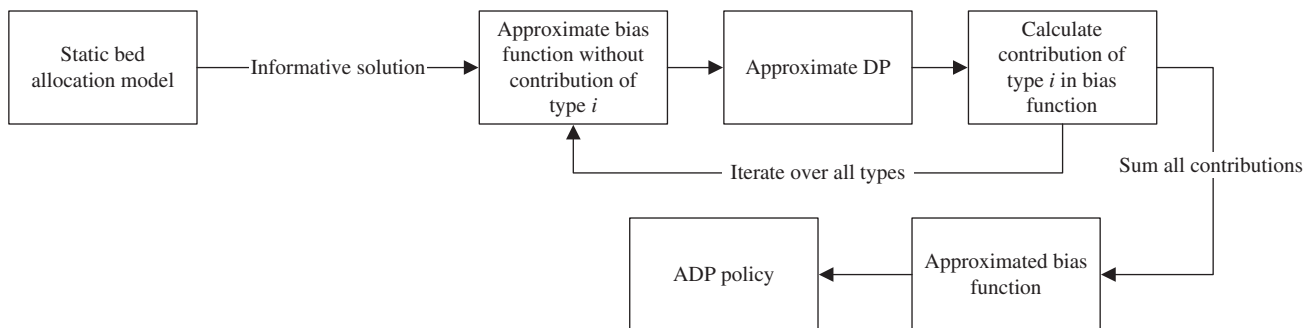 Static bed
allocation model
Informative solution
Approximate bias
function without
contribution of
type i
Approximate DP
Calculate
contribution of
type i in bias
function
Iterate over all types
Sum all contributions
ADP policy
Approximated bias
function